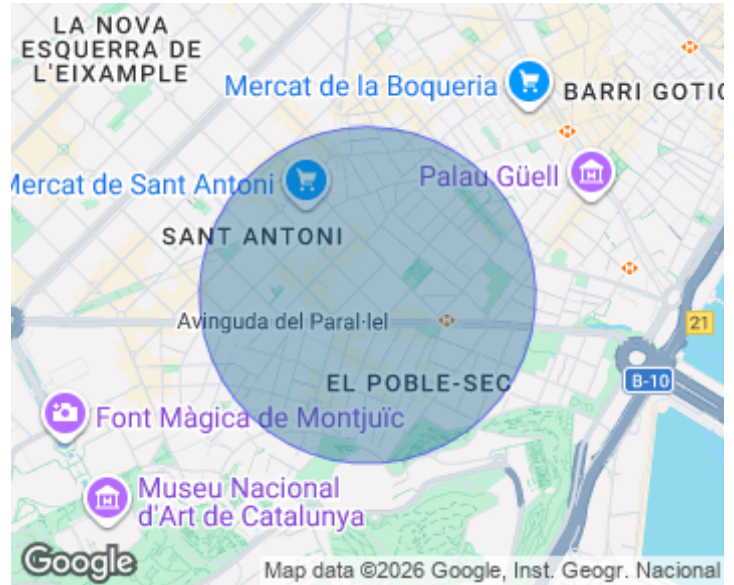 LA NOVA
ESQUERRA DE
L'EIXAMPLE
Mercat de la Boqueria
BARRI GOTIC
Mercat de Sant Antoni
Palau Güell
SANT ANTONI
Avinguda del Paral·lel
21
EL POBLE-SEC
B-10
Font Màgica de Montjuïc
Museu Nacional
d'Art de Catalunya
Google
Map data ©2026 Google, Inst. Geogr. Nacional